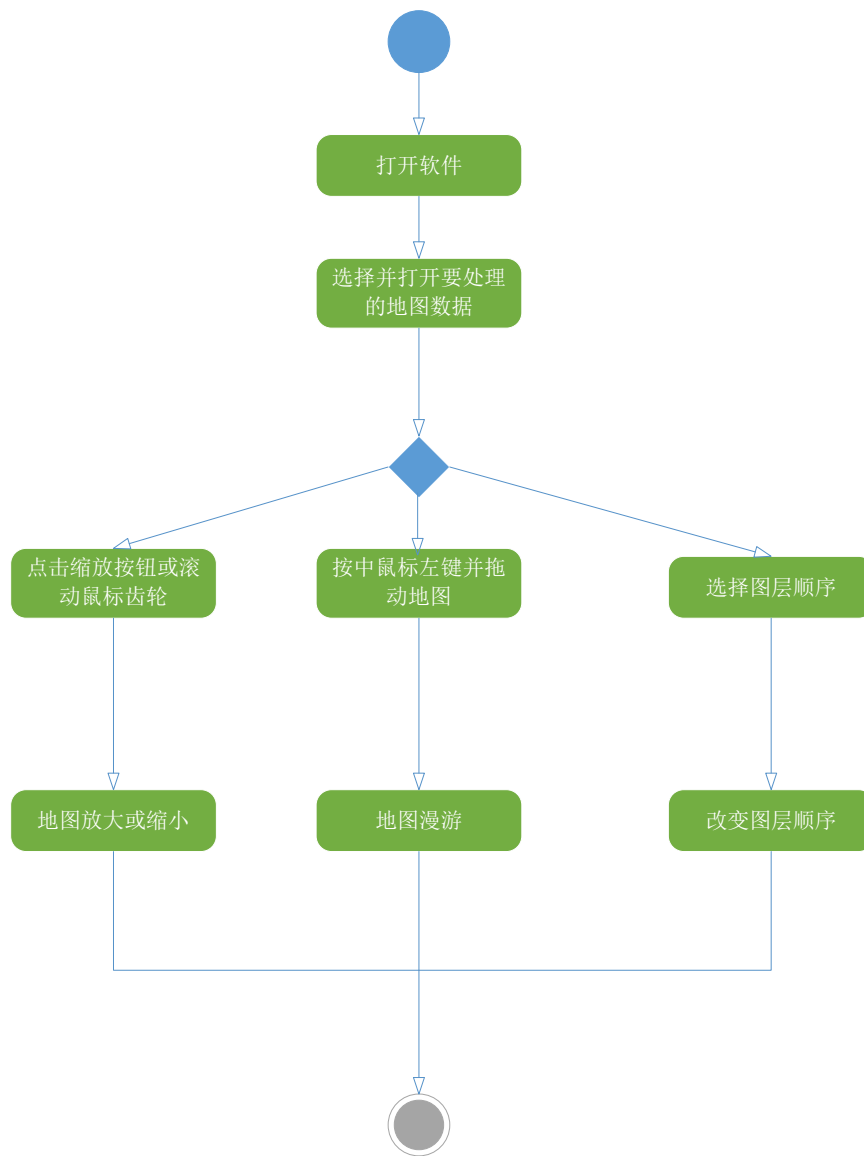 打开软件
选择并打开要处理
的地图数据
点击缩放按钮或滚
动鼠标齿轮
按中鼠标左键并拖
动地图
选择图层顺序
地图放大或缩小
地图漫游
改变图层顺序